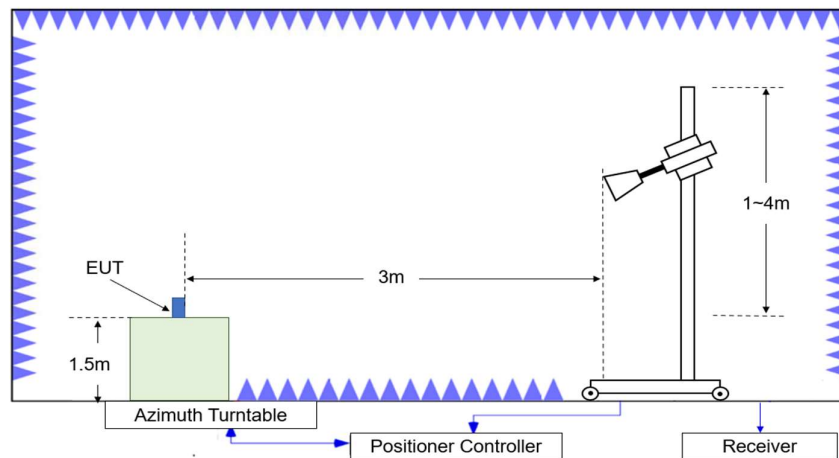 EUT
3m
1~4m
1.5m
Azimuth Turntable
Positioner Controller
Receiver